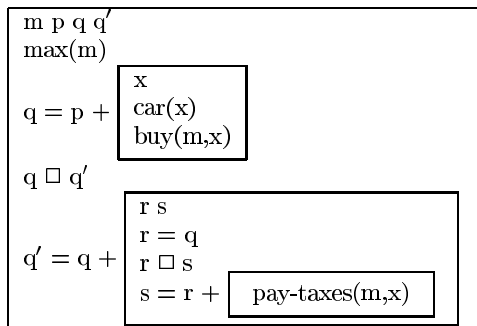 m p q q′
max(m)
x
car(x)
q = p +
buy(m,x)
q □ q′
r s
r = q
q′ = q +
r □ s
s = r + pay-taxes(m,x)